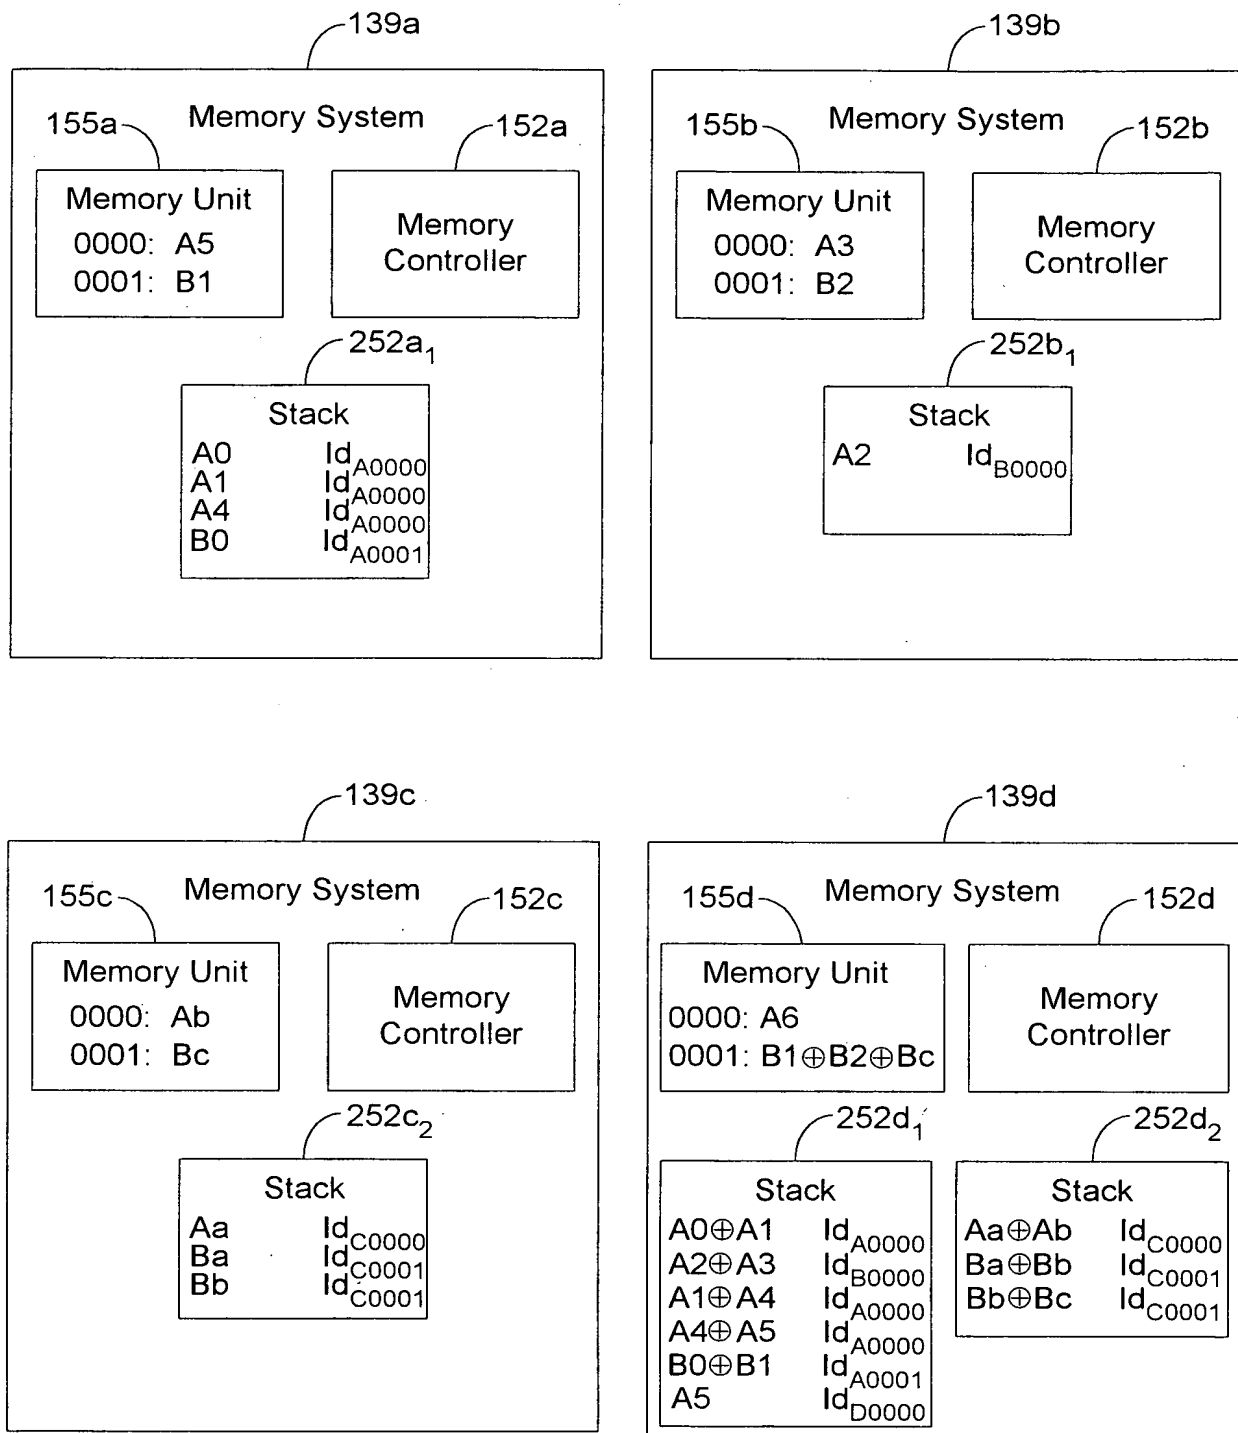 139a
Memory System
155a
152a
Memory Unit
0000: A5
0001: B1
Memory
Controller
252a1
Stack
A0 IdA0000
A1 IdA0000
A4 IdA0000
B0 IdA0001
139b
Memory System
155b
152b
Memory Unit
0000: A3
0001: B2
Memory
Controller
252b1
Stack
A2 IdB0000
139c
Memory System
155c
152c
Memory Unit
0000: Ab
0001: Bc
Memory
Controller
252c2
Stack
Aa IdC0000
Ba IdC0001
Bb IdC0001
139d
Memory System
155d
152d
Memory Unit
0000: A6
0001: B1⊕B2⊕Bc
Memory
Controller
252d1
Stack
A0⊕A1 IdA0000
A2⊕A3 IdB0000
A1⊕A4 IdA0000
A4⊕A5 IdA0000
B0⊕B1 IdA0001
A5 IdD0000
252d2
Stack
Aa⊕Ab IdC0000
Ba⊕Bb IdC0001
Bb⊕Bc IdC0001